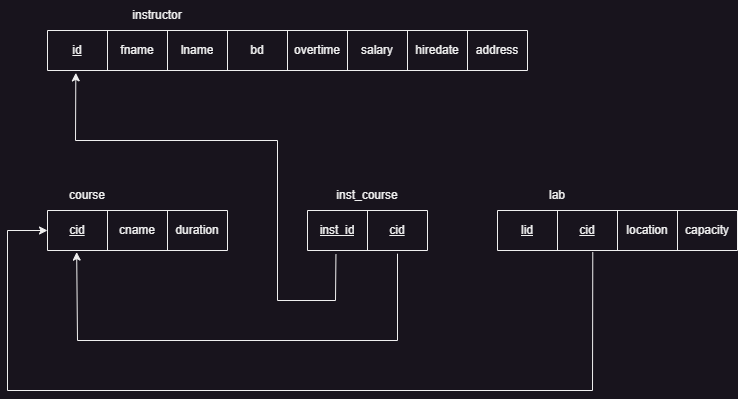 instructor
id fname lname bd overtime salary hiredate address
course inst_course lab
cid cname duration inst_id cid lid cid location capacity